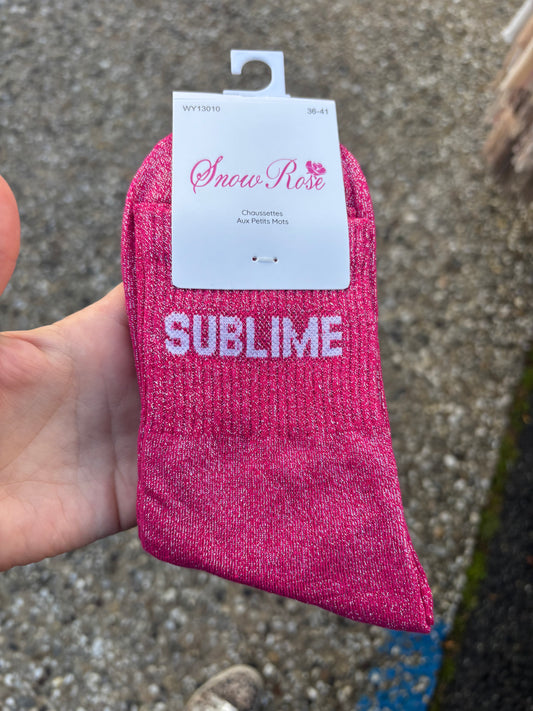 WY13010 36-41
Snow Rose
Chaussettes
Aux Petits Mots
SUBLIME